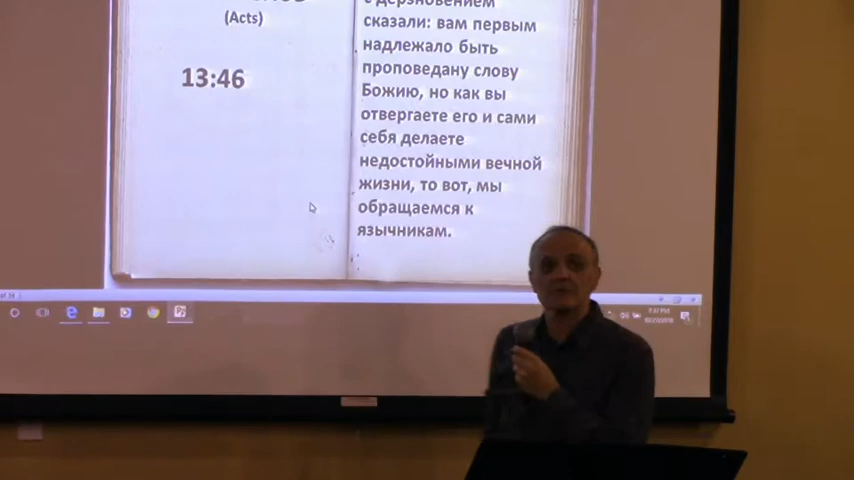 (Acts)
13:46
с дерзновением
сказали: вам первым
надлежало быть
проповедану слову
Божию, но как вы
отвергаете его и сами
себя делаете
недостойными вечной
жизни, то вот, мы
обращаемся к
язычникам.